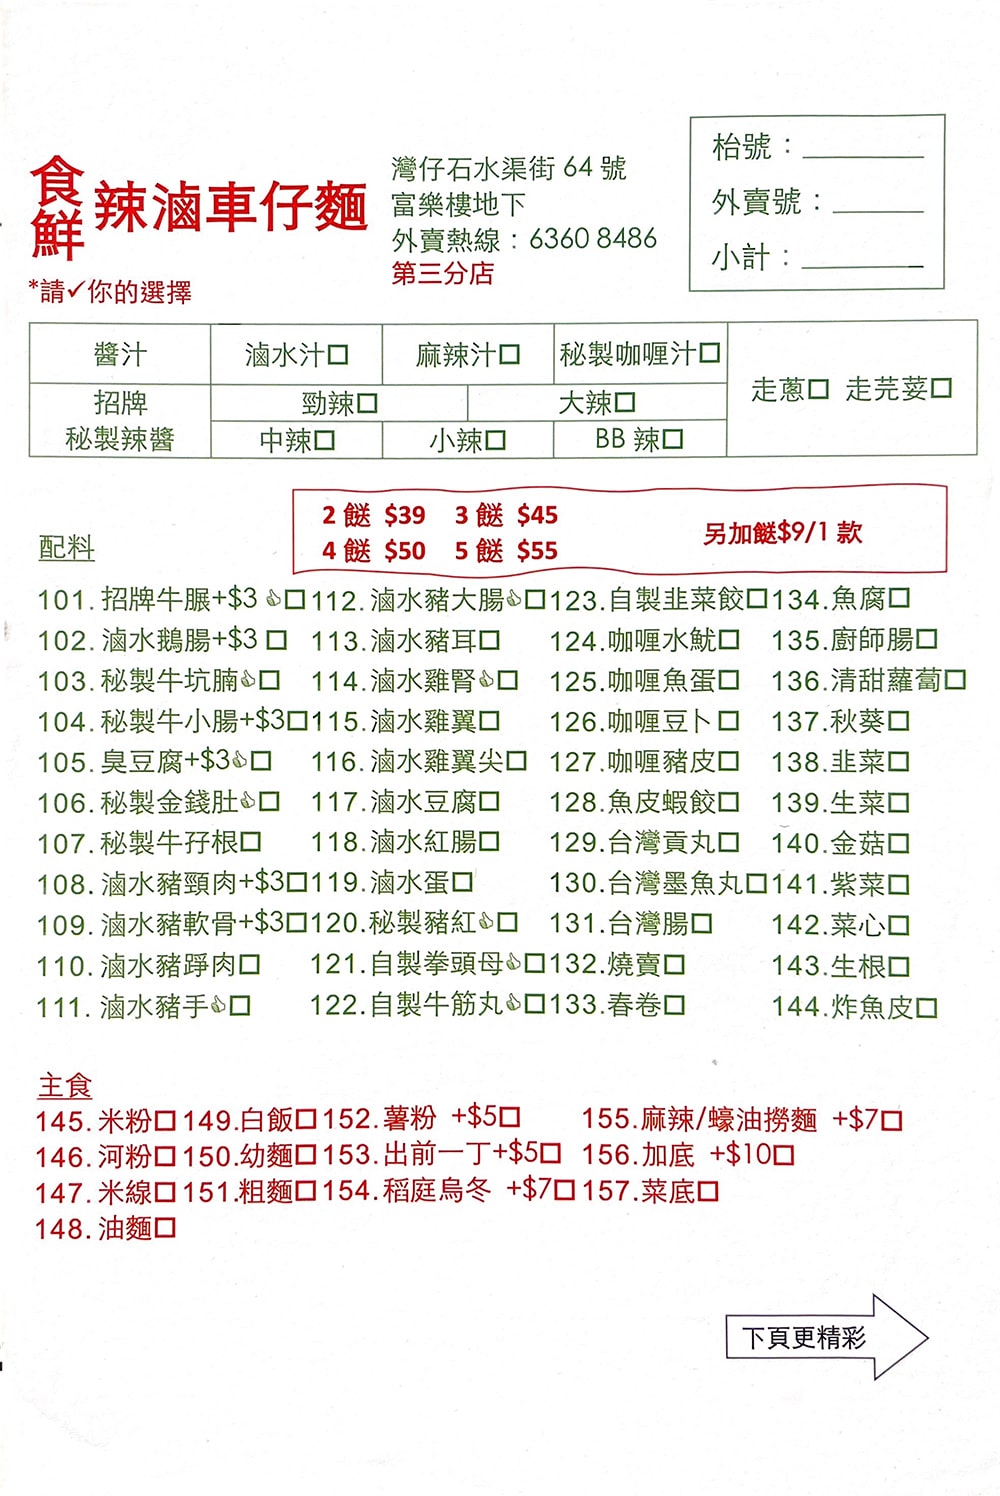 食鮮 辣滷車仔麵
灣仔石水渠街 64 號
富樂樓地下
外賣熱線：6360 8486
第三分店
枱號：
外賣號：
小計：
*請✓你的選擇
醬汁 滷水汁□ 麻辣汁□ 秘製咖喱汁□ 走蔥□ 走芫荽□
招牌 勁辣□ 大辣□
秘製辣醬 中辣□ 小辣□ BB 辣□
2 餸 $39 3 餸 $45
4 餸 $50 5 餸 $55
另加餸$9/1 款
配料
101.招牌牛𦟌+$3 👍□ 112.滷水豬大腸👍□ 123.自製韭菜餃□ 134.魚腐□
102.滷水鵝腸+$3 □ 113.滷水豬耳□ 124.咖喱水魷□ 135.廚師腸□
103.秘製牛坑腩👍□ 114.滷水雞腎👍□ 125.咖喱魚蛋□ 136.清甜蘿蔔□
104.秘製牛小腸+$3□ 115.滷水雞翼□ 126.咖喱豆卜□ 137.秋葵□
105.臭豆腐+$3👍□ 116.滷水雞翼尖□ 127.咖喱豬皮□ 138.韭菜□
106.秘製金錢肚👍□ 117.滷水豆腐□ 128.魚皮蝦餃□ 139.生菜□
107.秘製牛孖根□ 118.滷水紅腸□ 129.台灣貢丸□ 140.金菇□
108.滷水豬頸肉+$3□ 119.滷水蛋□ 130.台灣墨魚丸□ 141.紫菜□
109.滷水豬軟骨+$3□ 120.秘製豬紅👍□ 131.台灣腸□ 142.菜心□
110.滷水豬踭肉□ 121.自製拳頭母👍□ 132.燒賣□ 143.生根□
111.滷水豬手👍□ 122.自製牛筋丸👍□ 133.春卷□ 144.炸魚皮□
主食
145.米粉□ 149.白飯□ 152.薯粉 +$5□ 155.麻辣/蠔油撈麵 +$7□
146.河粉□ 150.幼麵□ 153.出前一丁+$5□ 156.加底 +$10□
147.米線□ 151.粗麵□ 154.稻庭烏冬 +$7□ 157.菜底□
148.油麵□
下頁更精彩